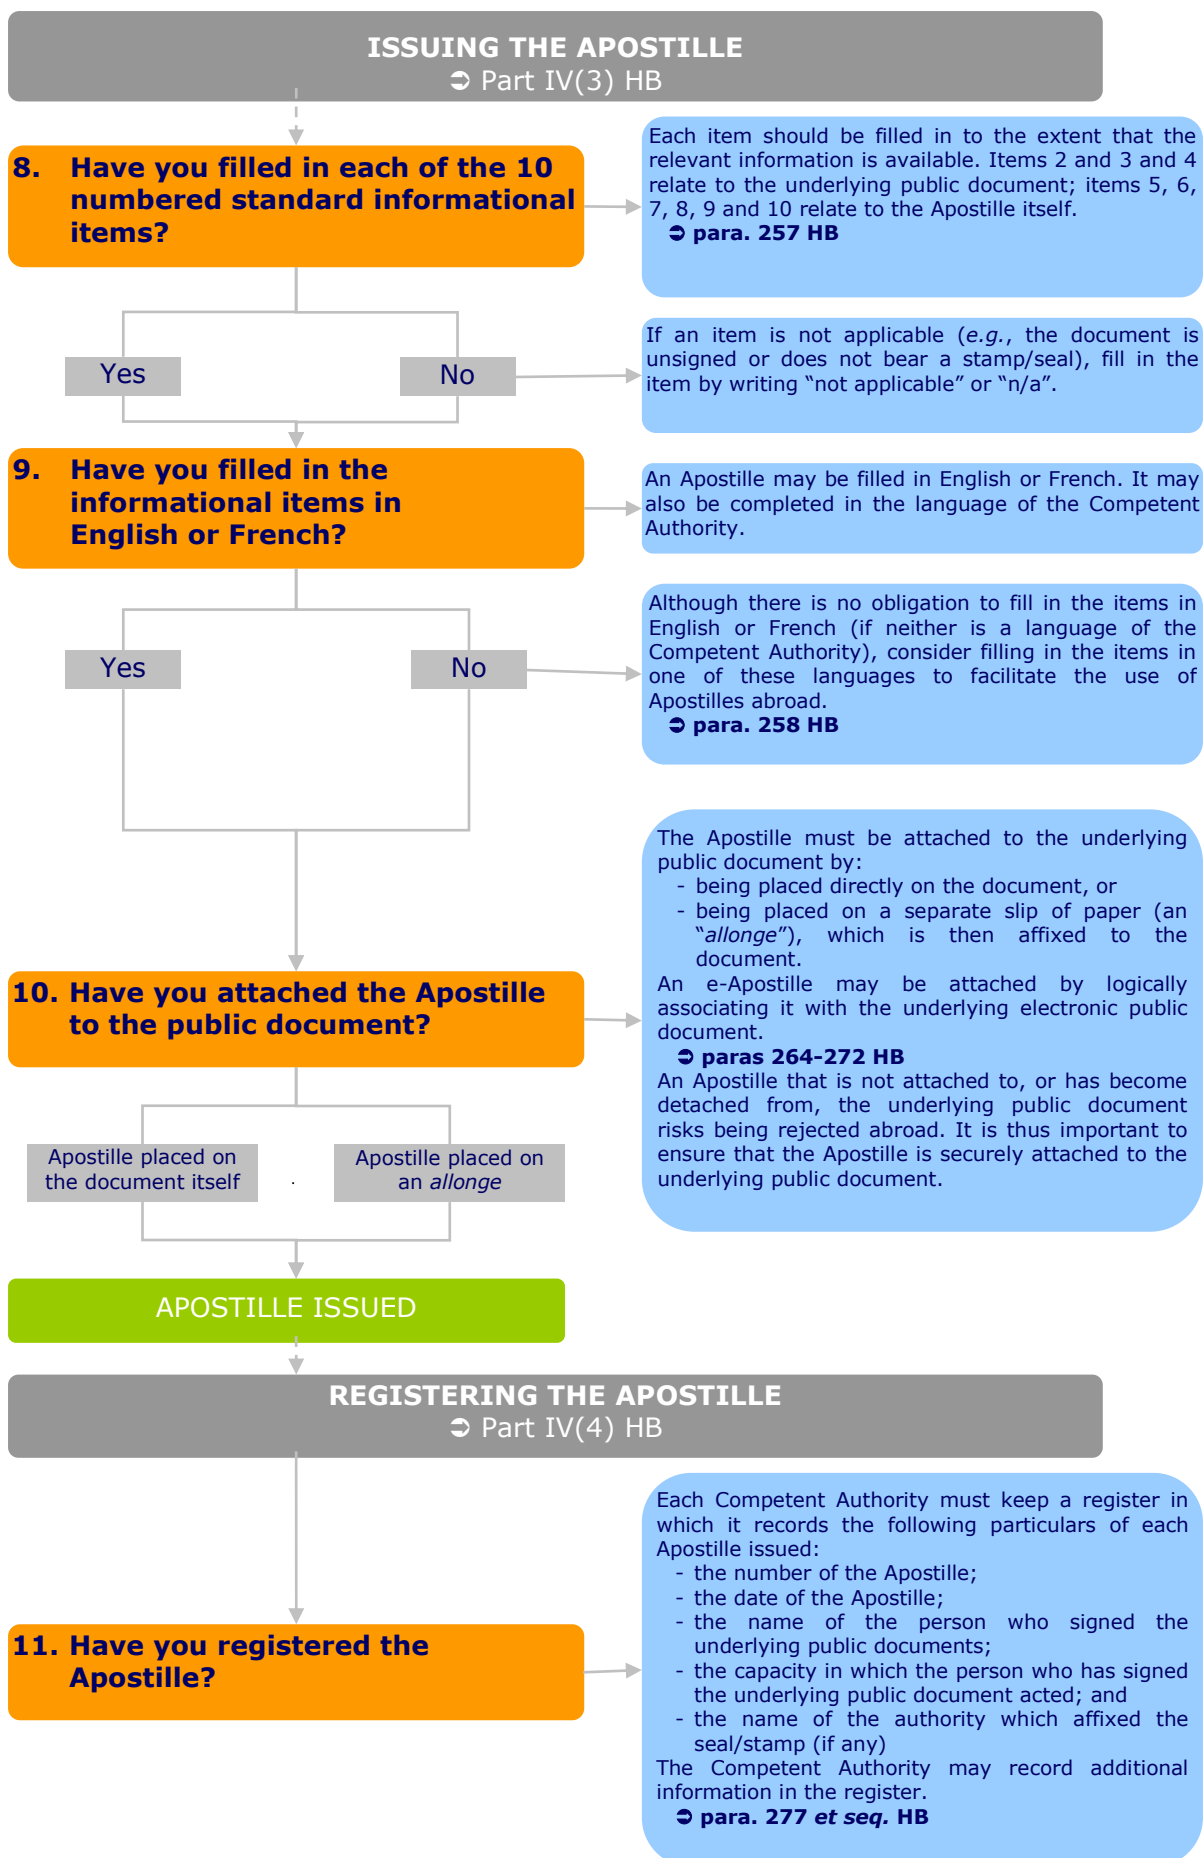 ISSUING THE APOSTILLE
➲ Part IV(3) HB
8. Have you filled in each of the 10
numbered standard informational
items?
Each item should be filled in to the extent that the
relevant information is available. Items 2 and 3 and 4
relate to the underlying public document; items 5, 6,
7, 8, 9 and 10 relate to the Apostille itself.
➲ para. 257 HB
Yes
No
If an item is not applicable (e.g., the document is
unsigned or does not bear a stamp/seal), fill in the
item by writing “not applicable” or “n/a”.
9. Have you filled in the
informational items in
English or French?
An Apostille may be filled in English or French. It may
also be completed in the language of the Competent
Authority.
Yes
No
Although there is no obligation to fill in the items in
English or French (if neither is a language of the
Competent Authority), consider filling in the items in
one of these languages to facilitate the use of
Apostilles abroad.
➲ para. 258 HB
10. Have you attached the Apostille
to the public document?
The Apostille must be attached to the underlying
public document by:
- being placed directly on the document, or
- being placed on a separate slip of paper (an
“allonge”), which is then affixed to the
document.
An e-Apostille may be attached by logically
associating it with the underlying electronic public
document.
➲ paras 264-272 HB
An Apostille that is not attached to, or has become
detached from, the underlying public document
risks being rejected abroad. It is thus important to
ensure that the Apostille is securely attached to the
underlying public document.
Apostille placed on
the document itself
.
Apostille placed on
an allonge
APOSTILLE ISSUED
REGISTERING THE APOSTILLE
➲ Part IV(4) HB
11. Have you registered the
Apostille?
Each Competent Authority must keep a register in
which it records the following particulars of each
Apostille issued:
- the number of the Apostille;
- the date of the Apostille;
- the name of the person who signed the
underlying public documents;
- the capacity in which the person who has signed
the underlying public document acted; and
- the name of the authority which affixed the
seal/stamp (if any)
The Competent Authority may record additional
information in the register.
➲ para. 277 et seq. HB